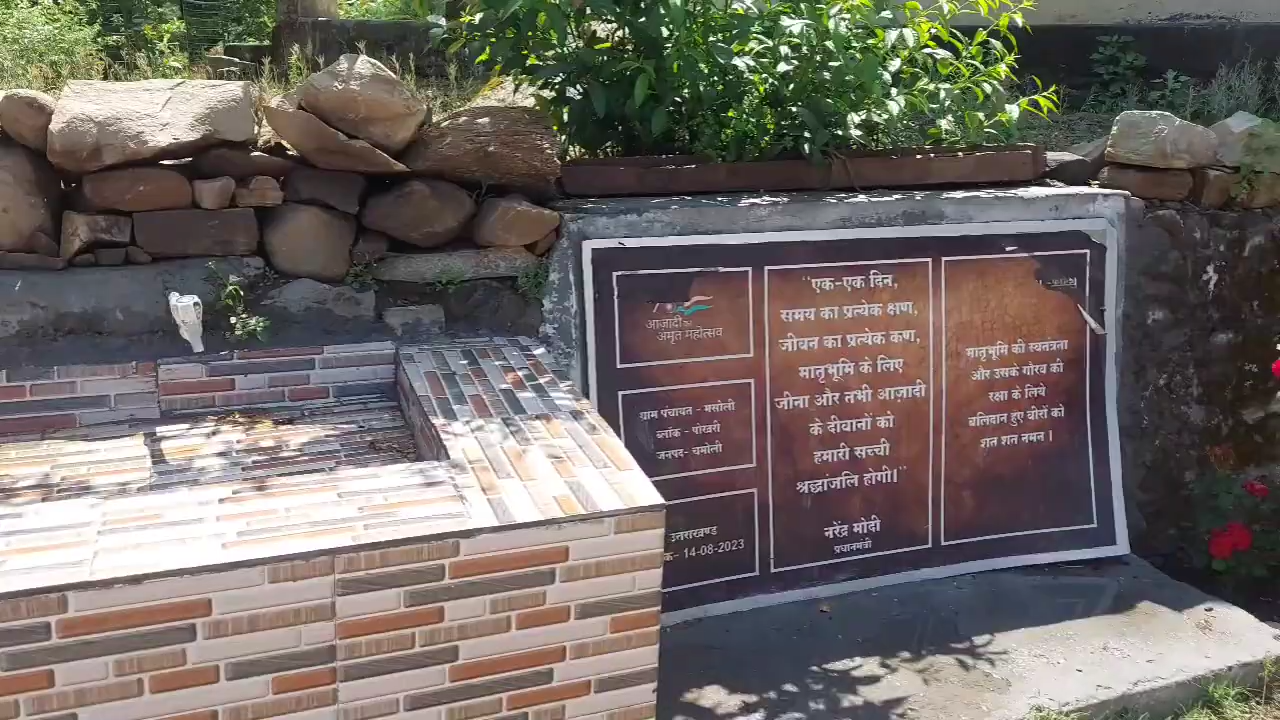 आज़ादी का
अमृत महोत्सव
ग्राम पंचायत - मसोली
ब्लॉक - पोखरी
जनपद- चमोली
उत्तराखण्ड
क- 14-08-2023
“एक-एक दिन,
समय का प्रत्येक क्षण,
जीवन का प्रत्येक कण,
मातृभूमि के लिए
जीना और तभी आज़ादी
के दीवानों को
हमारी सच्ची
श्रद्धांजलि होगी।”
नरेंद्र मोदी
प्रधानमंत्री
मातृभूमि की स्वतंत्रता
और उसके गौरव की
रक्षा के लिये
बलिदान हुए वीरों को
शत शत नमन।